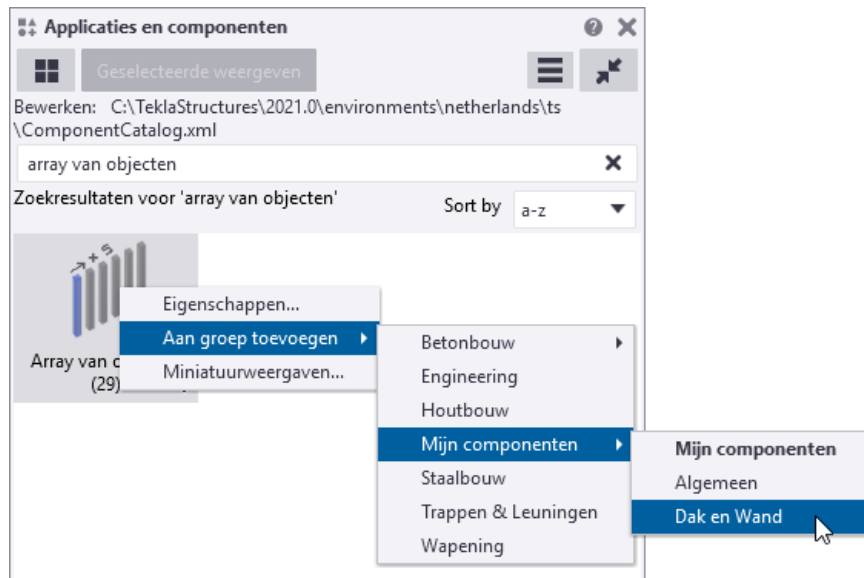 Applicaties en componenten
Geselecteerde weergeven
Bewerken: C:\TeklaStructures\2021.0\environments\netherlands\ts
\ComponentCatalog.xml
array van objecten
Zoekresultaten voor 'array van objecten'
Sort by a-z
Array van
(29)
Eigenschappen...
Aan groep toevoegen
Miniatuurweergaven...
Betonbouw
Engineering
Houtbouw
Mijn componenten
Staalbouw
Trappen & Leuningen
Wapening
Mijn componenten
Algemeen
Dak en Wand